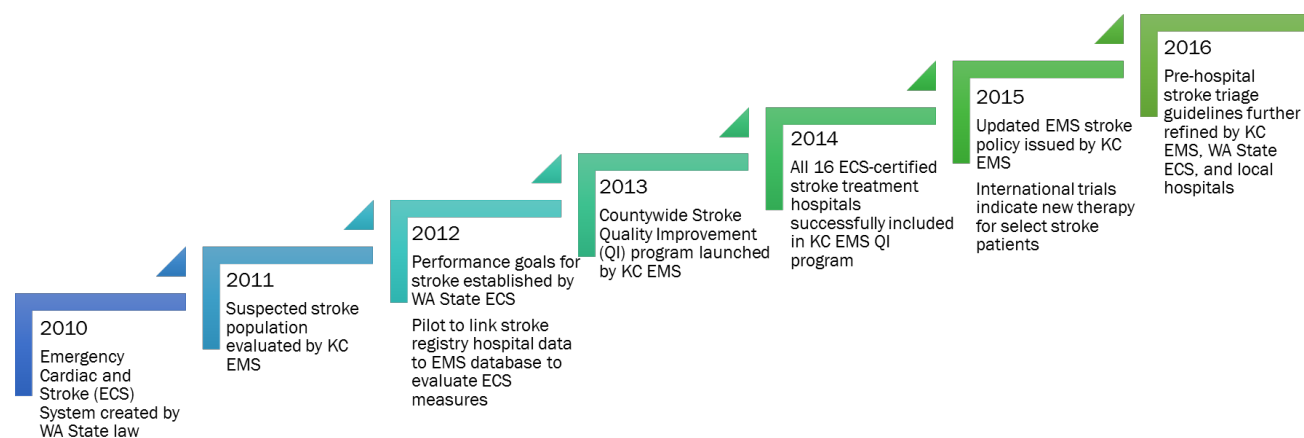 2010
Emergency
Cardiac and
Stroke (ECS)
System created by
WA State law
2011
Suspected stroke
population
evaluated by KC
EMS
2012
Performance goals for
stroke established by
WA State ECS
Pilot to link stroke
registry hospital data
to EMS database to
evaluate ECS
measures
2013
Countywide Stroke
Quality Improvement
(QI) program launched
by KC EMS
2014
All 16 ECS-certified
stroke treatment
hospitals
successfully included
in KC EMS QI
program
2015
Updated EMS stroke
policy issued by KC
EMS
International trials
indicate new therapy
for select stroke
patients
2016
Pre-hospital
stroke triage
guidelines further
refined by KC
EMS, WA State
ECS, and local
hospitals